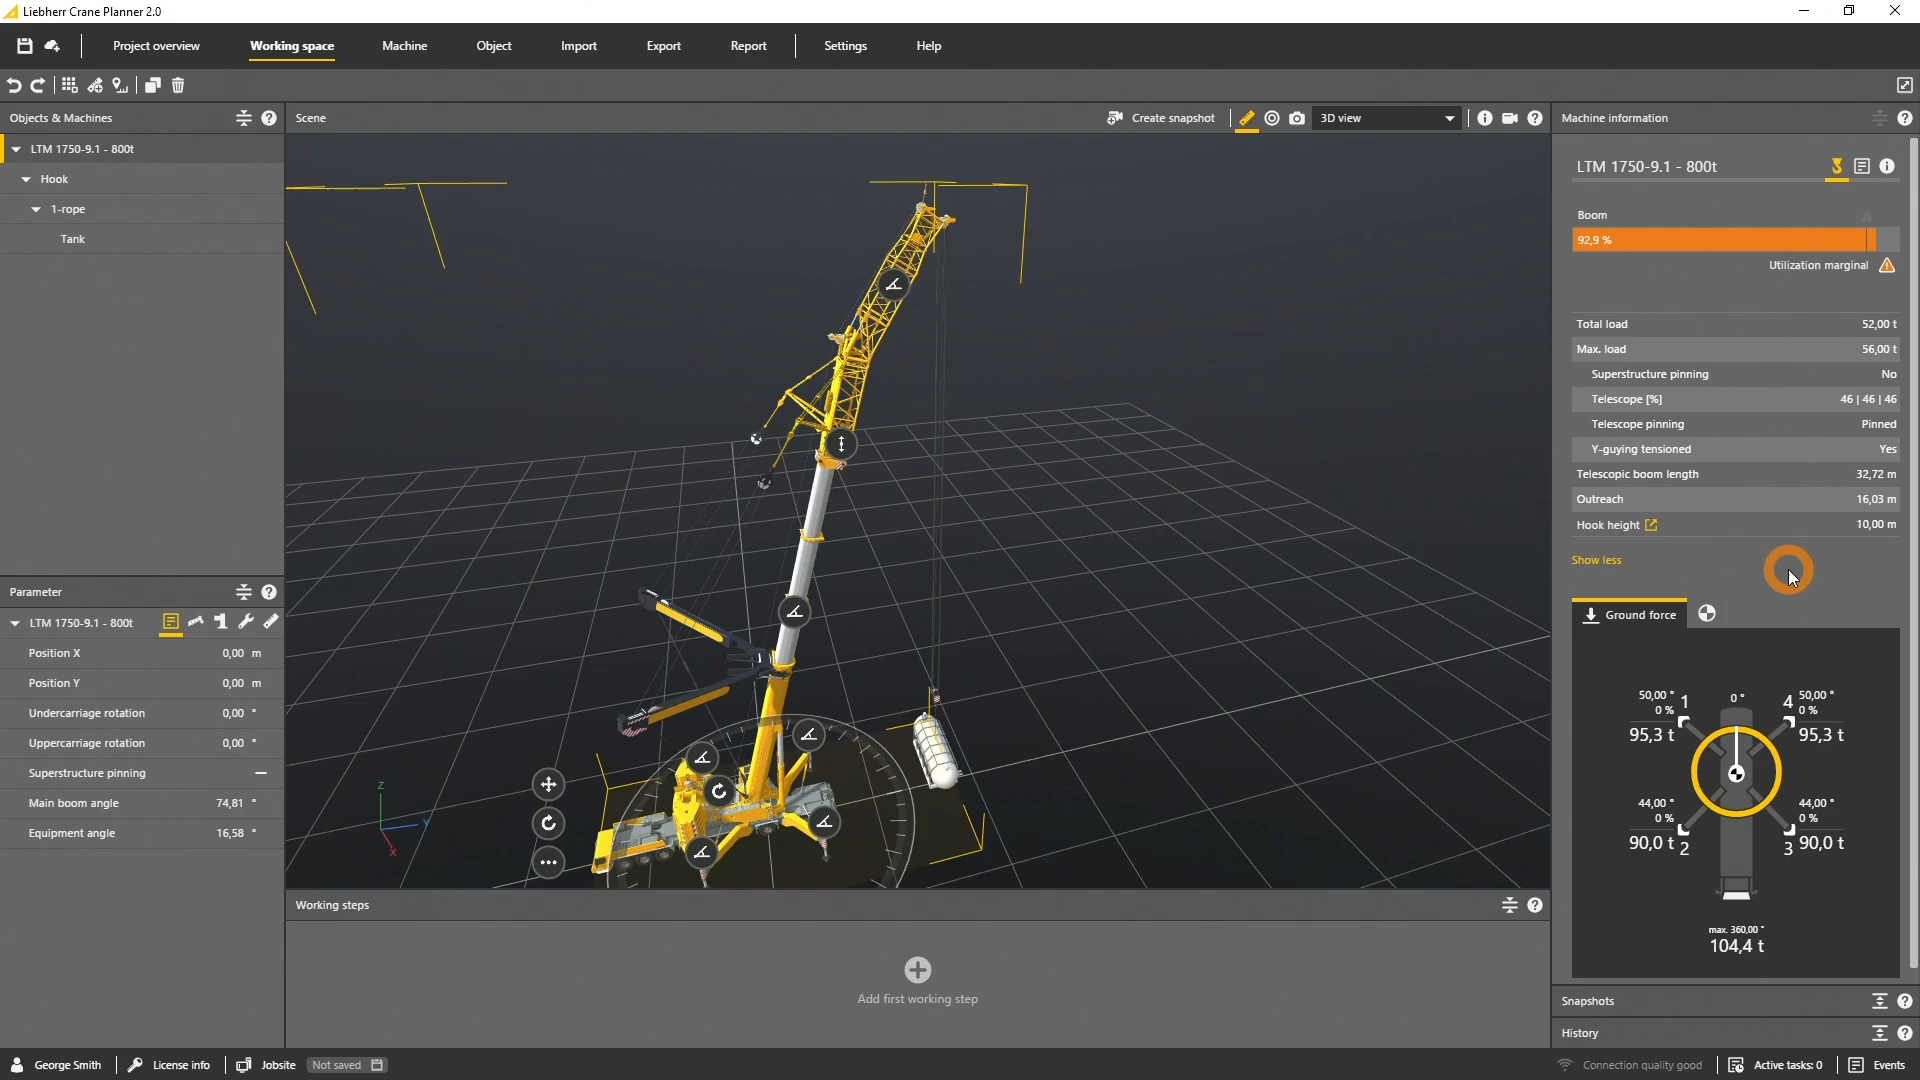 Liebherr Crane Planner 2.0
Project overview
Working space
Machine
Object
Import
Export
Report
Settings
Help
Objects & Machines
LTM 1750-9.1 - 800t
Hook
1-rope
Tank
Parameter
LTM 1750-9.1 - 800t
Position X 0,00 m
Position Y 0,00 m
Undercarriage rotation 0,00 °
Uppercarriage rotation 0,00 °
Superstructure pinning —
Main boom angle 74,81 °
Equipment angle 16,58 °
Scene
Create snapshot
3D view
Z
Y
X
Working steps
Add first working step
Machine information
LTM 1750-9.1 - 800t
Boom
92,9 %
Utilization marginal
Total load 52,00 t
Max. load 56,00 t
Superstructure pinning No
Telescope [%] 46 | 46 | 46
Telescope pinning Pinned
Y-guying tensioned Yes
Telescopic boom length 32,72 m
Outreach 16,03 m
Hook height 10,00 m
Show less
Ground force
50,00 ° 1 0 ° 4 50,00 °
0 % 0 %
95,3 t 95,3 t
44,00 ° 44,00 °
0 % 0 %
90,0 t 2 3 90,0 t
max. 360,00 °
104,4 t
Snapshots
History
George Smith
License info
Jobsite
Not saved
Connection quality good
Active tasks: 0
Events